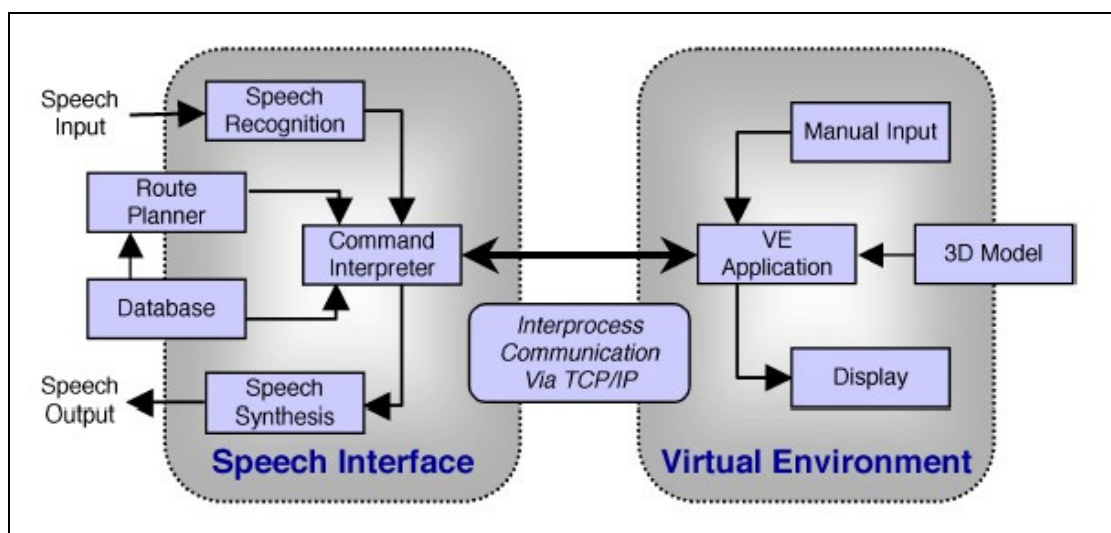 Speech
Input
Speech
Recognition
Route
Planner
Command
Interpreter
Database
Speech
Output
Speech
Synthesis
Speech Interface
Interprocess
Communication
Via TCP/IP
Manual Input
VE
Application
3D Model
Display
Virtual Environment